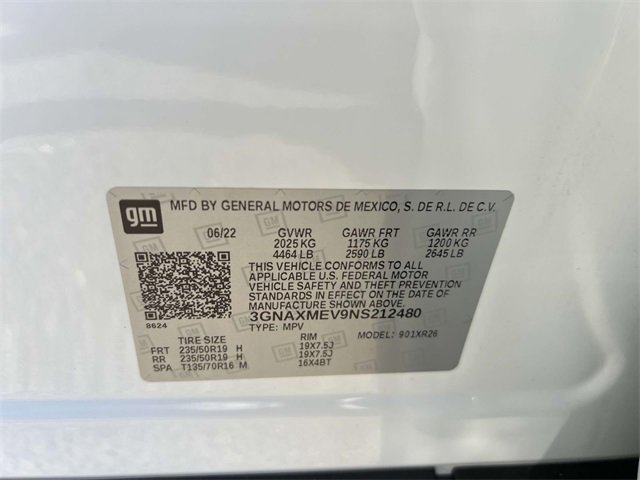 gm MFD BY GENERAL MOTORS DE MEXICO, S. DE R.L. DE C.V.
06/22 GVWR GAWR FRT GAWR RR
2025 KG 1175 KG 1200 KG
4464 LB 2590 LB 2645 LB
THIS VEHICLE CONFORMS TO ALL
APPLICABLE U.S. FEDERAL MOTOR
VEHICLE SAFETY AND THEFT PREVENTION
STANDARDS IN EFFECT ON THE DATE OF
MANUFACTURE SHOWN ABOVE.
8624 3GNAXMEV9NS212480
TYPE: MPV MODEL: 901XR26
TIRE SIZE RIM
FRT 235/50R19 H 19X7.5J
RR 235/50R19 H 19X7.5J
SPA T135/70R16 M 16X4BT